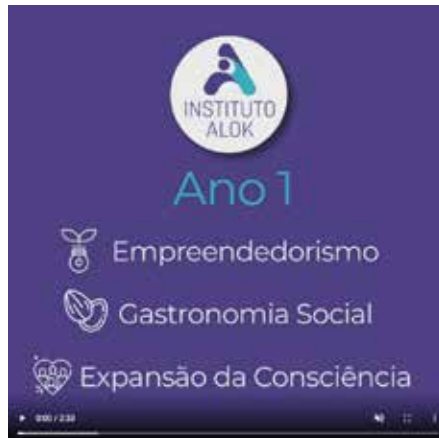 INSTITUTO
ALOK
Ano 1
Empreendedorismo
Gastronomia Social
Expansão da Consciência